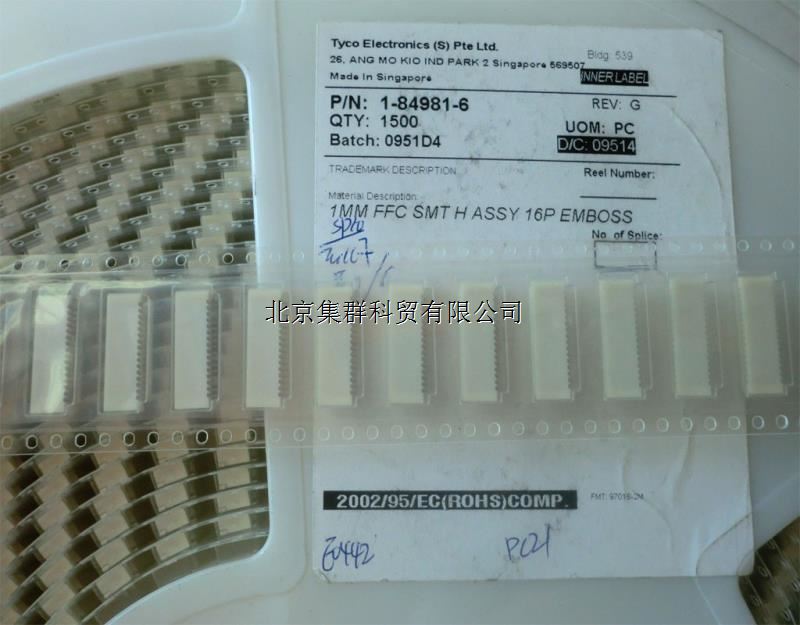 Tyco Electronics (S) Pte Ltd.
Bldg. 539
26, ANG MO KIO IND PARK 2 Singapore 569507
Made In Singapore
INNER LABEL
P/N: 1-84981-6
REV: G
QTY: 1500
UOM: PC
Batch: 0951D4
D/C: 09514
TRADEMARK DESCRIPTION
Reel Number:
Material Description:
1MM FFC SMT H ASSY 16P EMBOSS
No. of Splice:
北京集群科贸有限公司
2002/95/EC(ROHS)COMP.
FMT: 97016-2M
P021